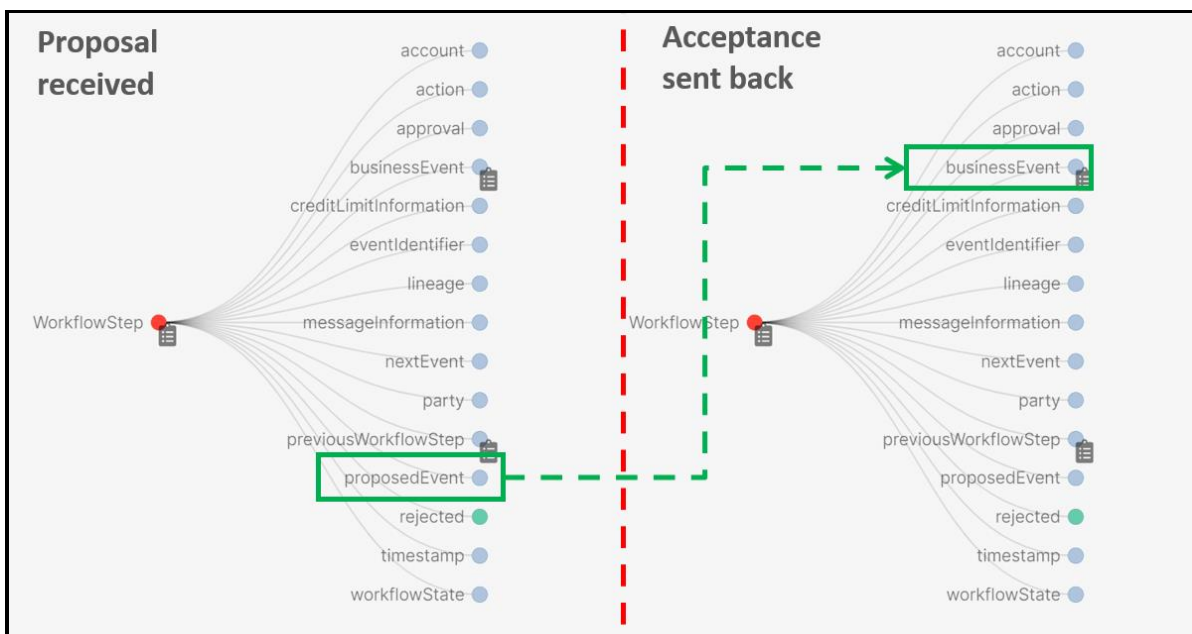 Proposal
received
account
action
approval
businessEvent
creditLimitInformation
eventIdentifier
lineage
WorkflowStep
messageInformation
nextEvent
party
previousWorkflowStep
proposedEvent
rejected
timestamp
workflowState
Acceptance
sent back
account
action
approval
businessEvent
creditLimitInformation
eventIdentifier
lineage
WorkflowStep
messageInformation
nextEvent
party
previousWorkflowStep
proposedEvent
rejected
timestamp
workflowState